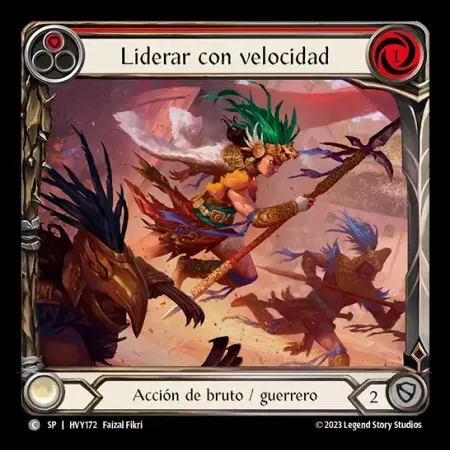 Liderar con velocidad
1
Acción de bruto / guerrero
2
C SP | HVY172 Faizal Fikri
© 2023 Legend Story Studios